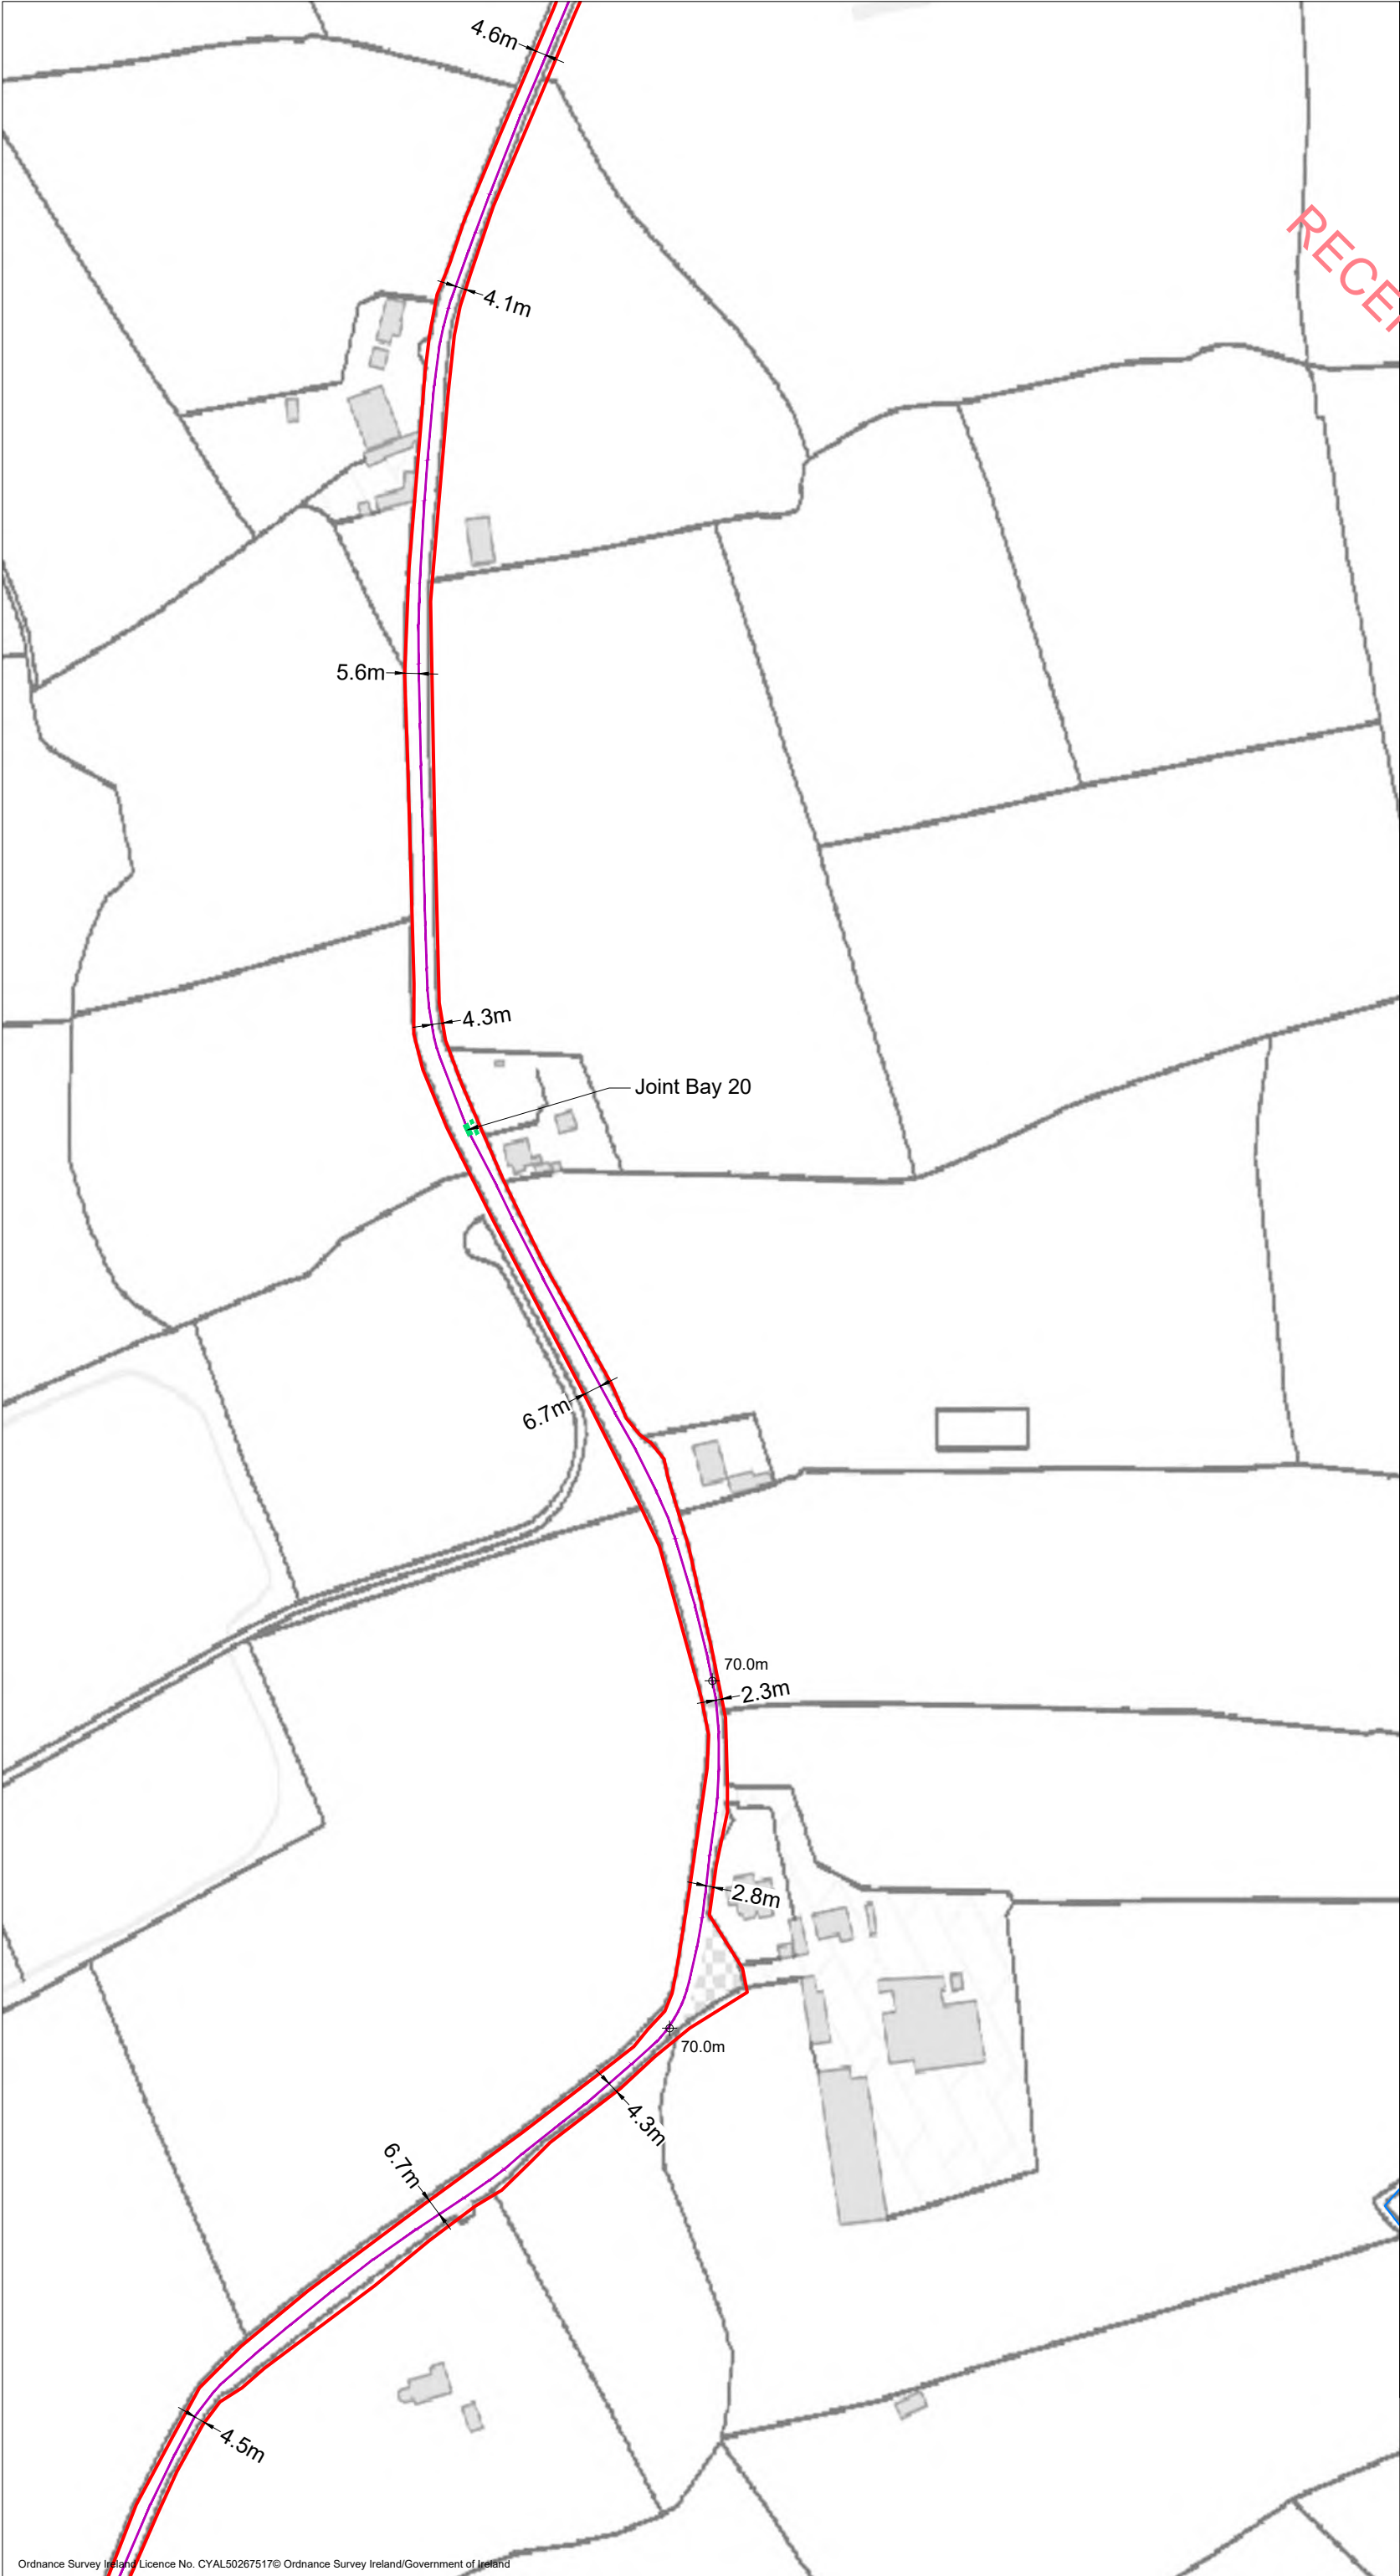 4.6m
4.1m
5.6m
4.3m
Joint Bay 20
6.7m
70.0m
2.3m
2.8m
70.0m
4.3m
6.7m
4.5m
Ordnance Survey Ireland Licence No. CYAL50267517© Ordnance Survey Ireland/Government of Ireland